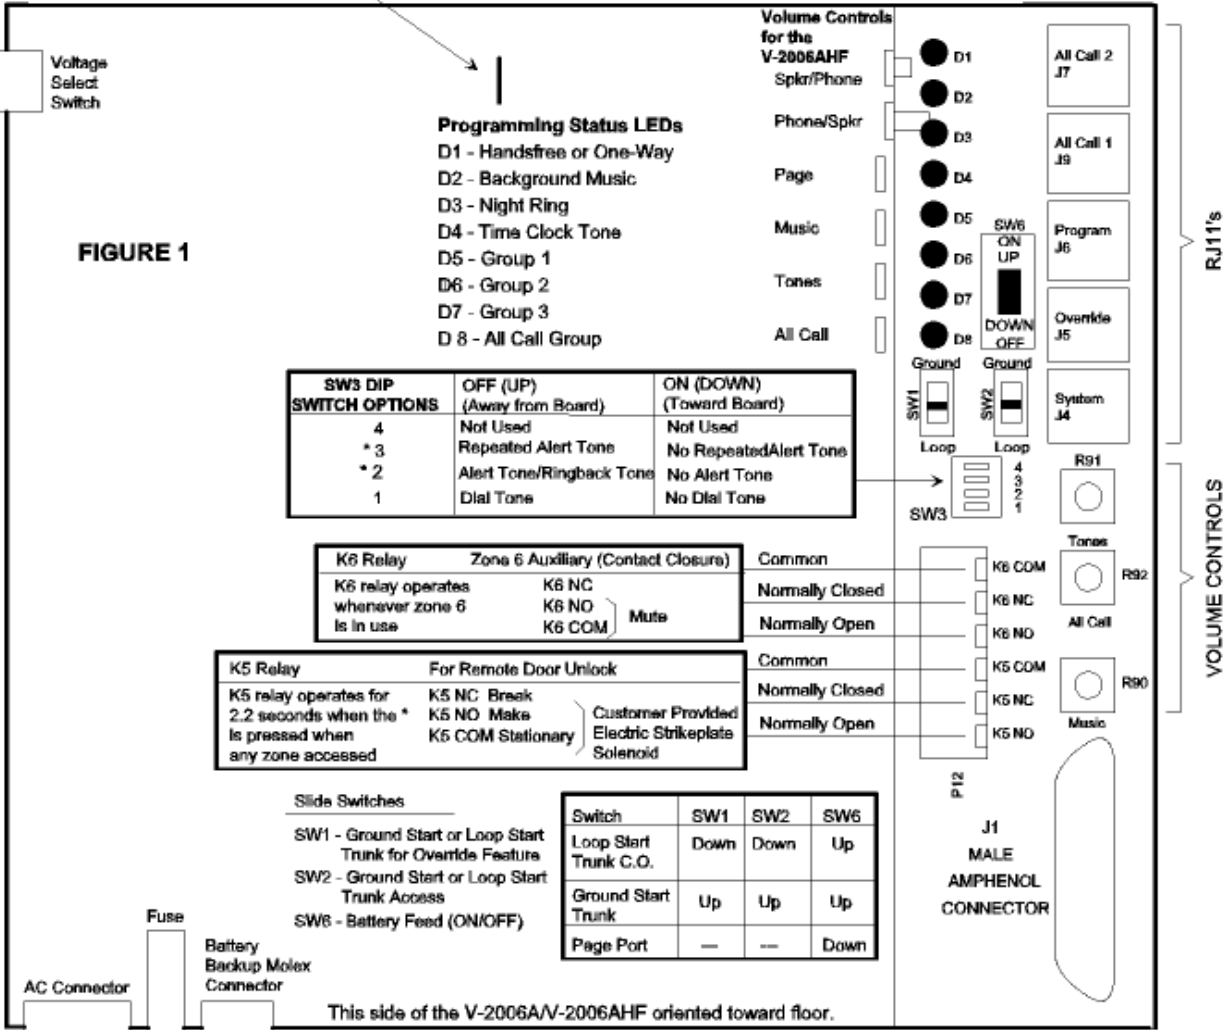 Voltage
Select
Switch
FIGURE 1
Programming Status LEDs
D1 - Handsfree or One-Way
D2 - Background Music
D3 - Night Ring
D4 - Time Clock Tone
D5 - Group 1
D6 - Group 2
D7 - Group 3
D 8 - All Call Group
Volume Controls
for the
V-2006AHF
Spkr/Phone
Phone/Spkr
Page
Music
Tones
All Call
D1
D2
D3
D4
D5
D6
D7
D8
SW6
ON
UP
DOWN
OFF
All Call 2
J7
All Call 1
J9
Program
J6
Override
J5
System
J4
RJ11's
Ground
SW1
Loop
Ground
SW2
Loop
SW3 DIP SWITCH OPTIONS
OFF (UP)
(Away from Board)
ON (DOWN)
(Toward Board)
4 Not Used Not Used
* 3 Repeated Alert Tone No RepeatedAlert Tone
* 2 Alert Tone/Ringback Tone No Alert Tone
1 Dial Tone No Dial Tone
SW3
4
3
2
1
R91
Tones
R92
All Call
R90
Music
VOLUME CONTROLS
K6 Relay Zone 6 Auxiliary (Contact Closure)
K6 relay operates
whenever zone 6
is in use
K6 NC
K6 NO
K6 COM
Mute
Common
Normally Closed
Normally Open
K6 COM
K6 NC
K6 NO
K5 Relay For Remote Door Unlock
K5 relay operates for
2.2 seconds when the *
is pressed when
any zone accessed
K5 NC Break
K5 NO Make
K5 COM Stationary
Customer Provided
Electric Strikeplate
Solenoid
Common
Normally Closed
Normally Open
K5 COM
K5 NC
K5 NO
P12
Slide Switches
SW1 - Ground Start or Loop Start
Trunk for Override Feature
SW2 - Ground Start or Loop Start
Trunk Access
SW6 - Battery Feed (ON/OFF)
Switch SW1 SW2 SW6
Loop Start
Trunk C.O. Down Down Up
Ground Start
Trunk Up Up Up
Page Port --- --- Down
J1
MALE
AMPHENOL
CONNECTOR
AC Connector
Fuse
Battery
Backup Molex
Connector
This side of the V-2006A/V-2006AHF oriented toward floor.